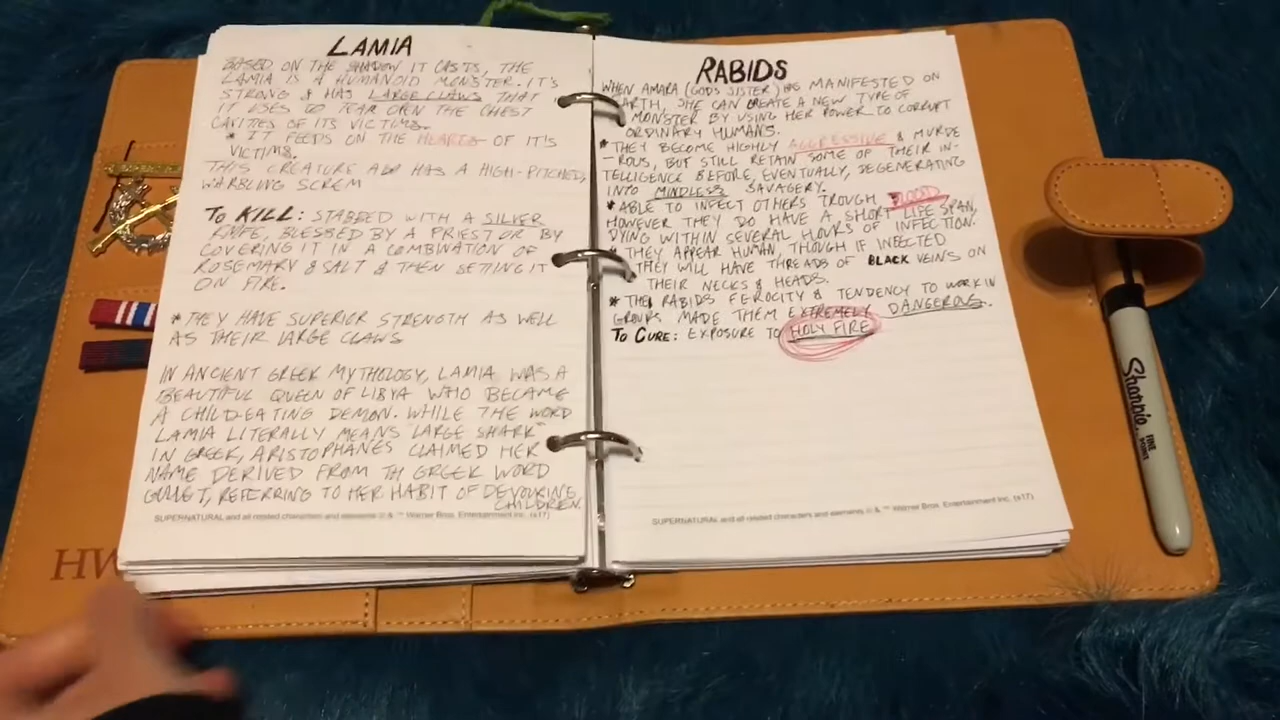 LAMIA
BASED ON THE SHADOW IT CASTS, THE
LAMIA IS A HUMANOID MONSTER. IT'S
STRONG & HAS LARGE CLAWS THAT
IT USES TO TEAR OPEN THE CHEST
CAVITIES OF ITS VICTIMS.
* IT FEEDS ON THE HEARTS OF IT'S
VICTIMS.
THIS CREATURE HAS A HIGH-PITCHED,
WARBLING SCREM
TO KILL: STABBED WITH A SILVER
KNIFE, BLESSED BY A PRIEST OR BY
COVERING IT IN A COMBINATION OF
ROSEMARY & SALT & THEN SETTING IT
ON FIRE.
* THEY HAVE SUPERIOR STRENGTH AS WELL
AS THEIR LARGE CLAWS
IN ANCIENT GREEK MYTHOLOGY, LAMIA WAS A
BEAUTIFUL QUEEN OF LIBYA WHO BECAME
A CHILD-EATING DEMON. WHILE THE WORD
LAMIA LITERALLY MEANS "LARGE SHARK"
IN GREEK, ARISTOPHANES CLAIMED HER
NAME DERIVED FROM TH GREEK WORD
GULLET, REFERRING TO HER HABIT OF DEVOURING
CHILDREN.
SUPERNATURAL and all related characters and elements © & ™ Warner Bros. Entertainment Inc. (s17)
HW
RABIDS
WHEN AMARA (GODS SISTER) HAS MANIFESTED ON
EARTH, SHE CAN CREATE A NEW TYPE OF
MONSTER BY USING HER POWER TO CORRUPT
ORDINARY HUMANS.
* THEY BECOME HIGHLY AGGRESSIVE & MURDE
-ROUS, BUT STILL RETAIN SOME OF THEIR IN-
TELLIGENCE BEFORE, EVENTUALLY, DEGENERATING
INTO MINDLESS SAVAGERY.
* ABLE TO INFECT OTHERS TROUGH BLOOD
HOWEVER THEY DO HAVE A SHORT LIFE SPAN,
DYING WITHIN SEVERAL HOURS OF INFECTION.
* THEY APPEAR HUMAN, THOUGH IF INFECTED
THEY WILL HAVE THREADS OF BLACK VEINS ON
THEIR NECKS & HEADS.
* THE RABIDS FEROCITY & TENDENCY TO WORK IN
GROUPS MADE THEM EXTREMELY DANGEROUS.
TO CURE: EXPOSURE TO HOLY FIRE
SUPERNATURAL and all related characters and elements © & ™ Warner Bros. Entertainment Inc. (s17)
Sharpie
FINE
POINT